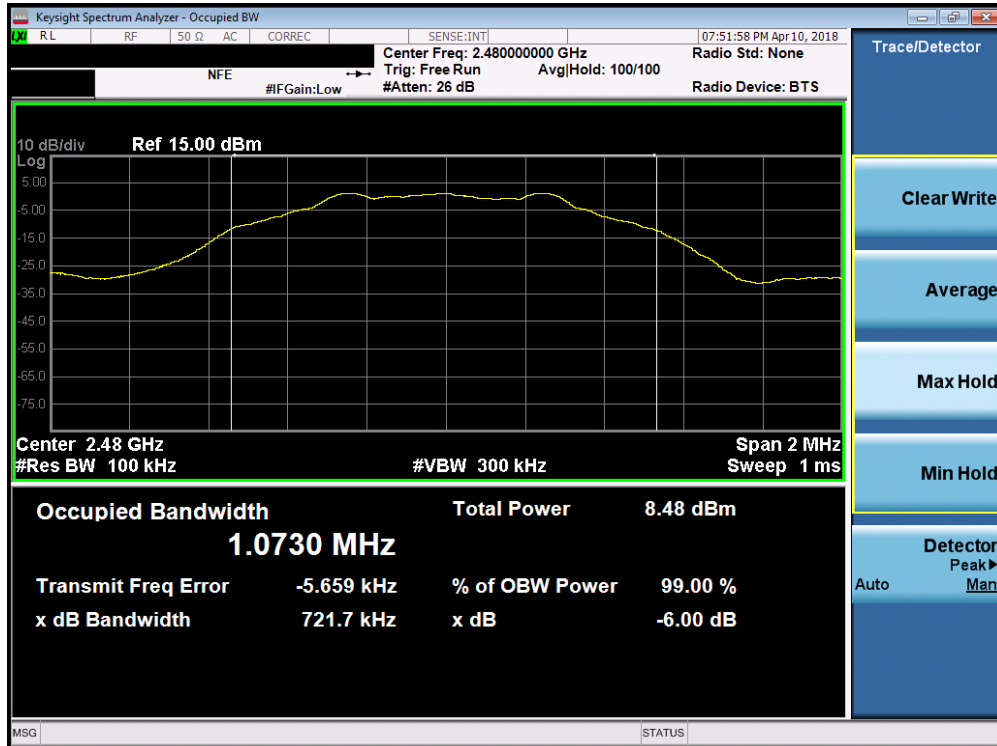 Keysight Spectrum Analyzer - Occupied BW
LXI RL RF 50 Ω AC CORREC SENSE:INT 07:51:58 PM Apr 10, 2018
Center Freq: 2.480000000 GHz Radio Std: None
NFE Trig: Free Run Avg|Hold: 100/100
#IFGain:Low #Atten: 26 dB Radio Device: BTS
Trace/Detector
10 dB/div Ref 15.00 dBm
Log
5.00
-5.00
-15.0
-25.0
-35.0
-45.0
-55.0
-65.0
-75.0
Center 2.48 GHz Span 2 MHz
#Res BW 100 kHz #VBW 300 kHz Sweep 1 ms
Occupied Bandwidth Total Power 8.48 dBm
1.0730 MHz
Transmit Freq Error -5.659 kHz % of OBW Power 99.00 %
x dB Bandwidth 721.7 kHz x dB -6.00 dB
Clear Write
Average
Max Hold
Min Hold
Detector
Peak
Auto Man
MSG STATUS